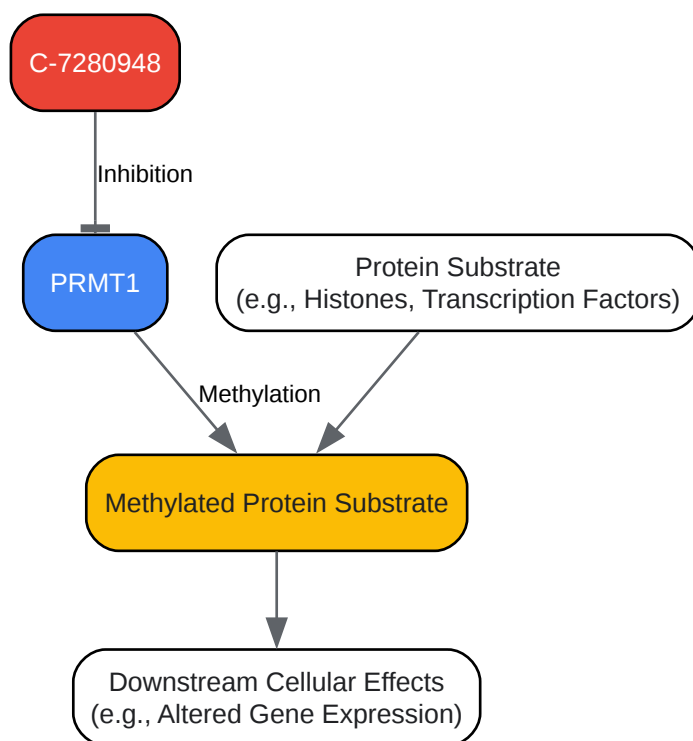 C-7280948
Inhibition
PRMT1
Protein Substrate
(e.g., Histones, Transcription Factors)
Methylation
Methylated Protein Substrate
Downstream Cellular Effects
(e.g., Altered Gene Expression)